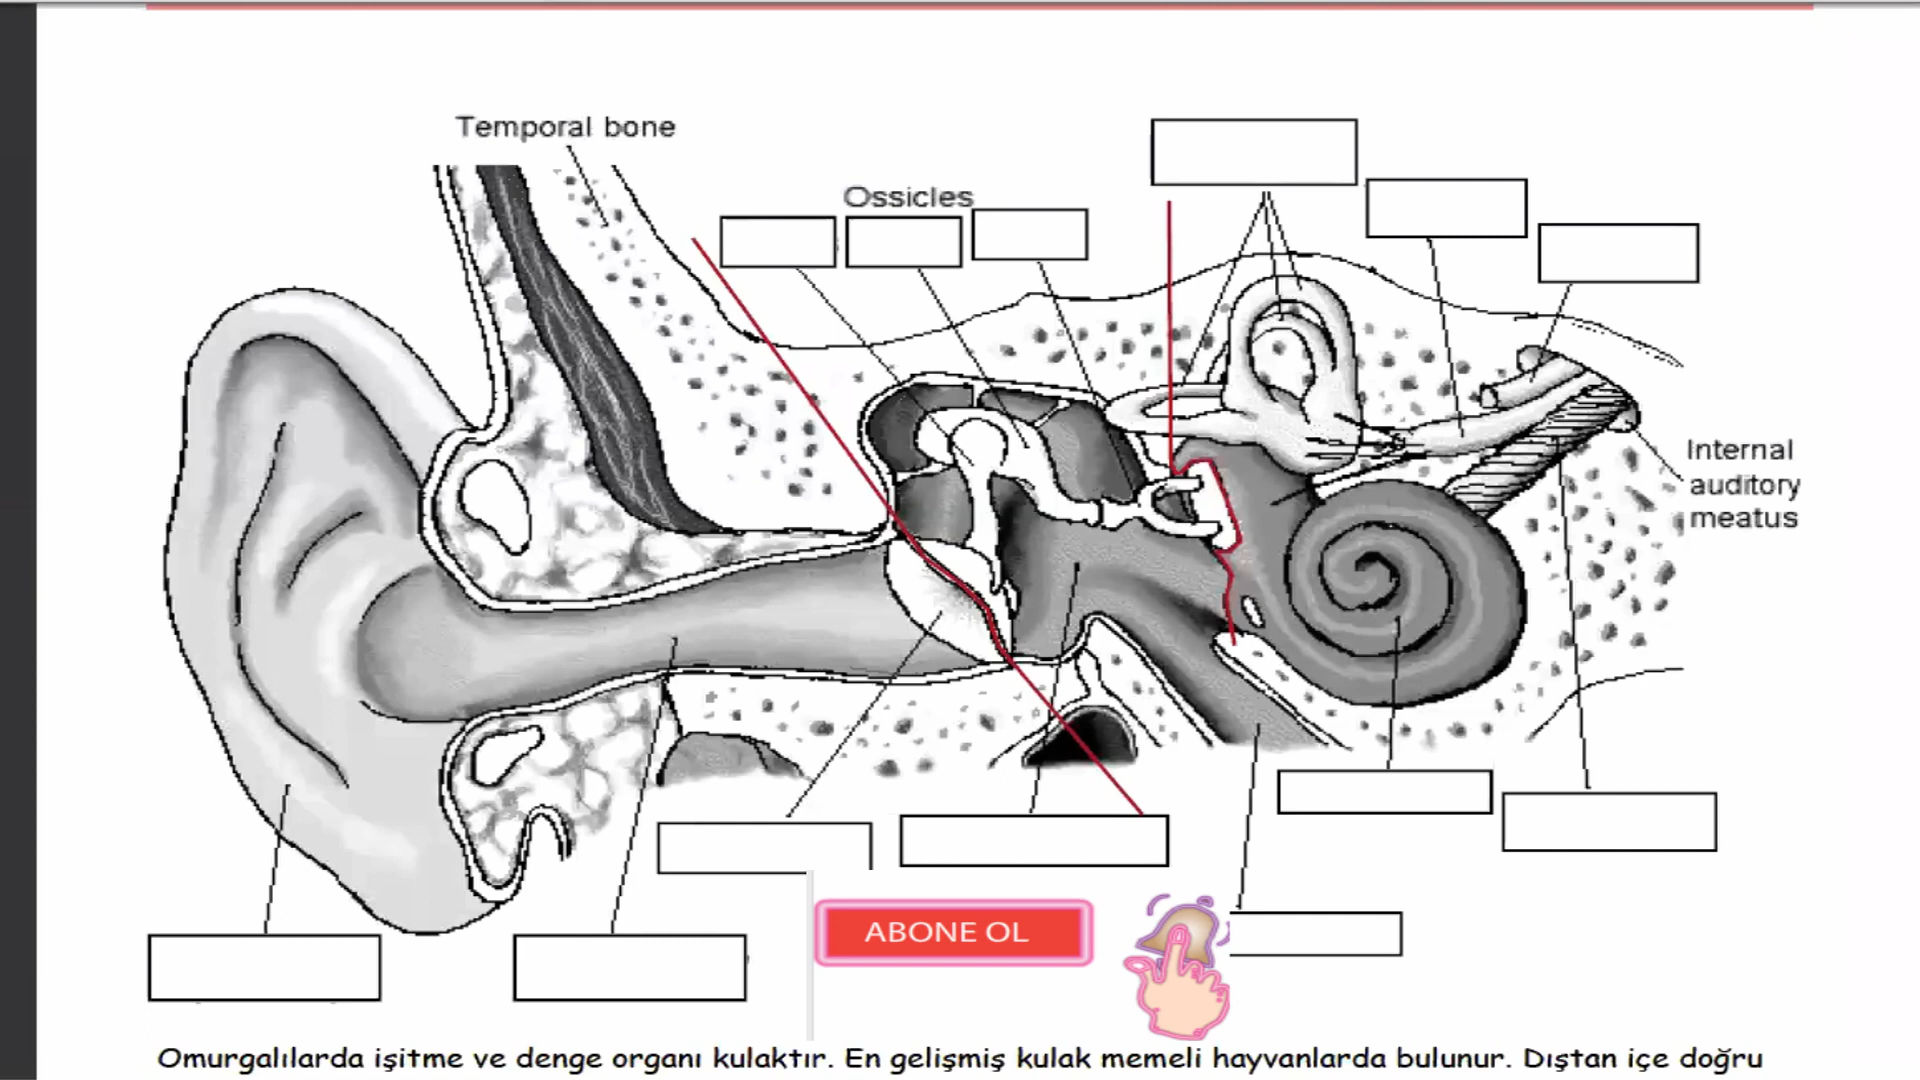 Temporal bone
Ossicles
Internal
auditory
meatus
ABONE OL
Omurgalılarda işitme ve denge organı kulaktır. En gelişmiş kulak memeli hayvanlarda bulunur. Dıştan içe doğru